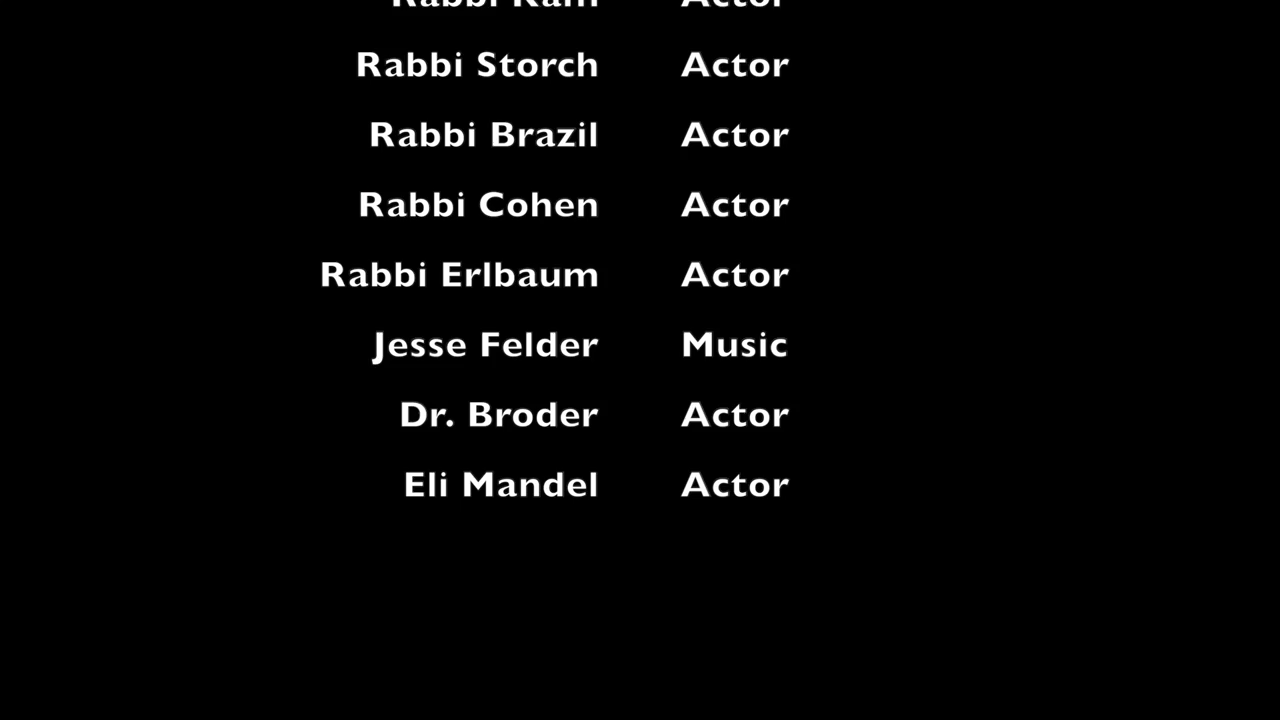 Actor
Rabbi Storch Actor
Rabbi Brazil Actor
Rabbi Cohen Actor
Rabbi Erlbaum Actor
Jesse Felder Music
Dr. Broder Actor
Eli Mandel Actor